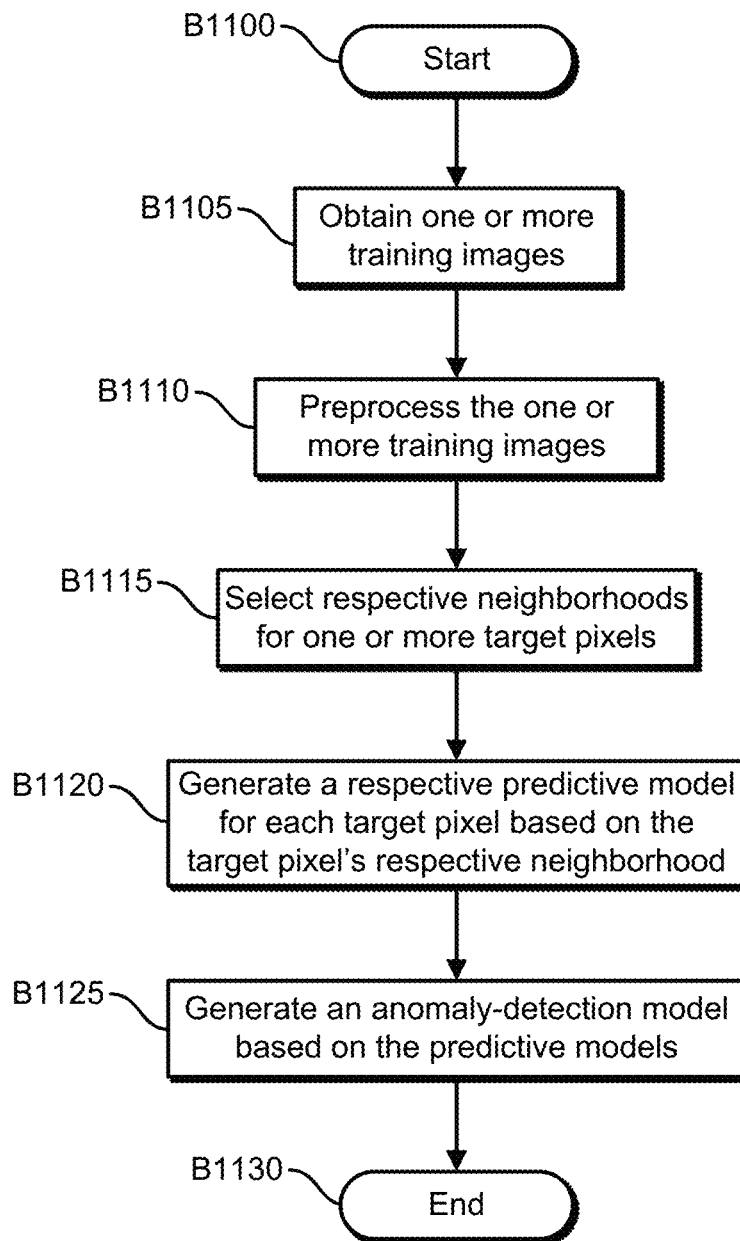 B1100
Start
B1105
Obtain one or more
training images
B1110
Preprocess the one or
more training images
B1115
Select respective neighborhoods
for one or more target pixels
B1120
Generate a respective predictive model
for each target pixel based on the
target pixel's respective neighborhood
B1125
Generate an anomaly-detection model
based on the predictive models
B1130
End